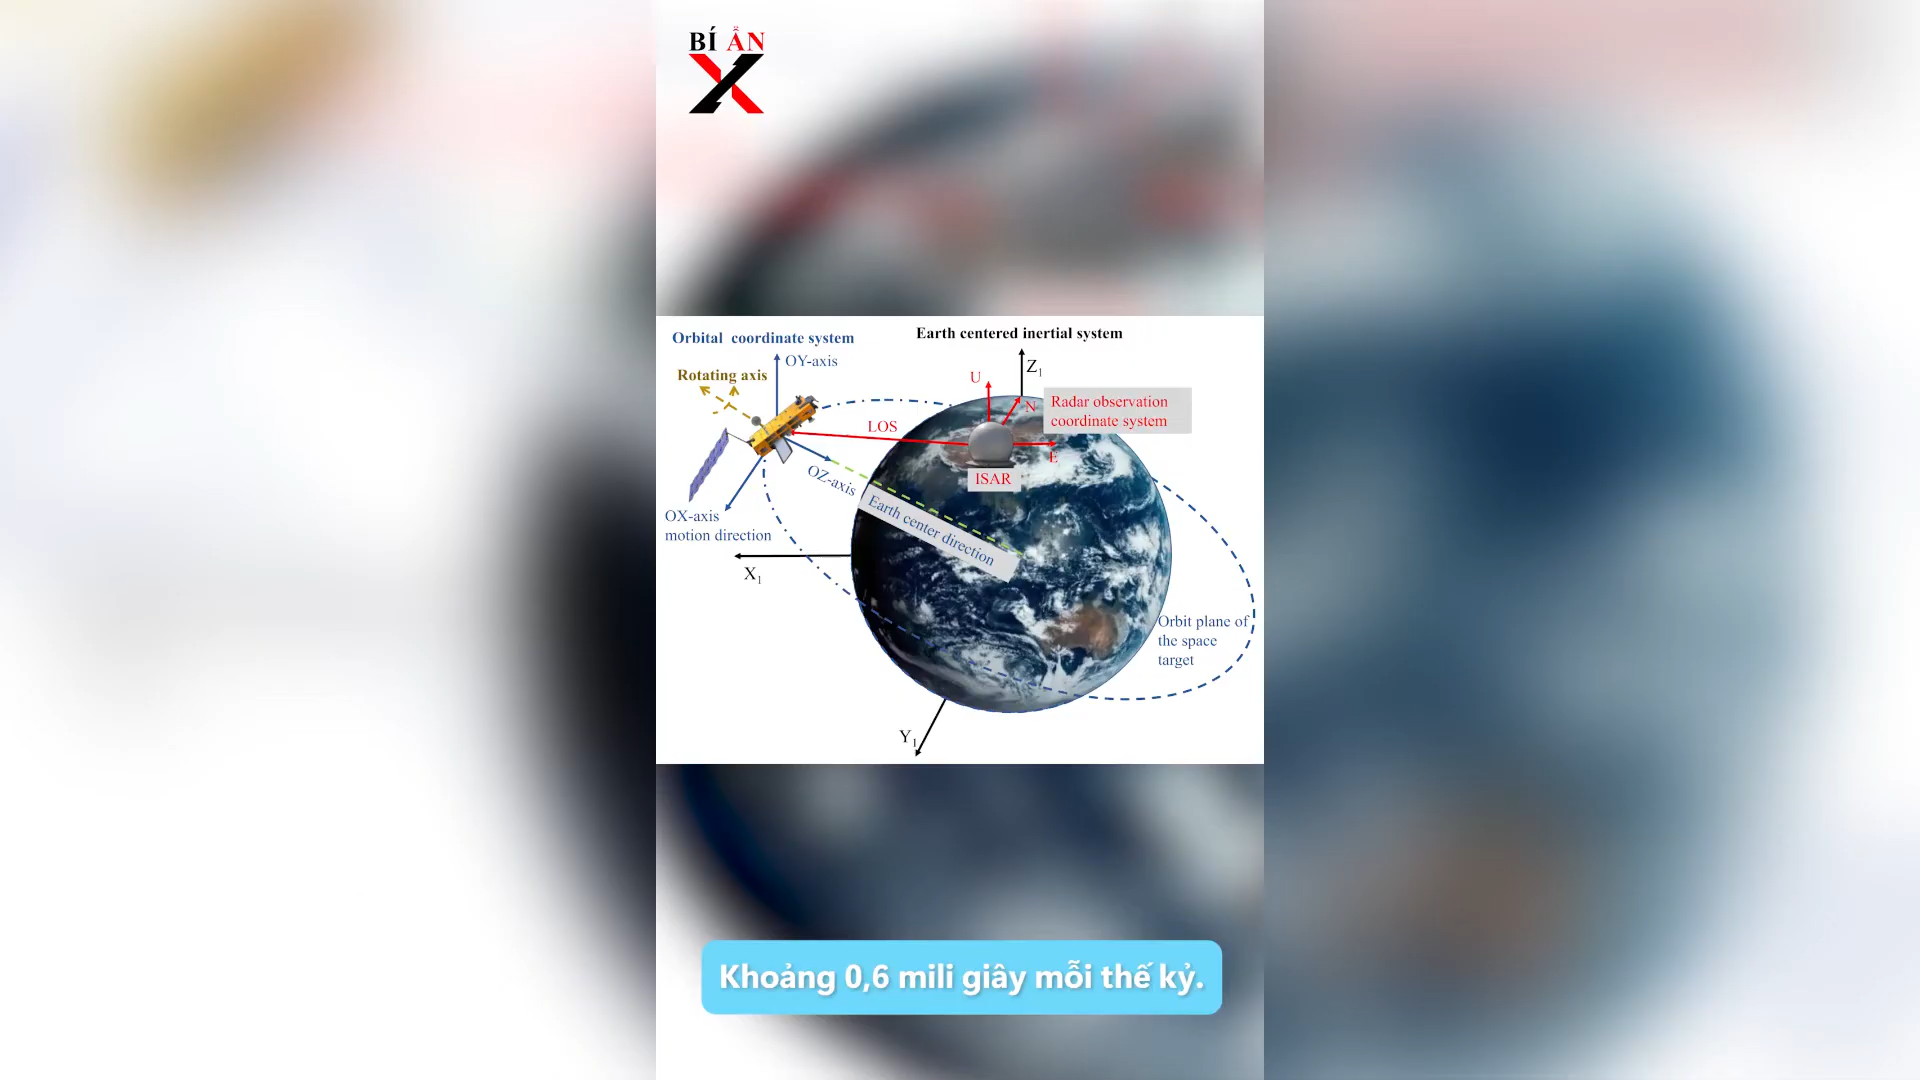 BÍ ẨN
X
Orbital coordinate system
Earth centered inertial system
OY-axis
Z1
Rotating axis
U
N
Radar observation
coordinate system
LOS
E
OZ-axis
ISAR
Earth center direction
OX-axis
motion direction
X1
Orbit plane of
the space
target
Y1
Khoảng 0,6 mili giây mỗi thế kỷ.